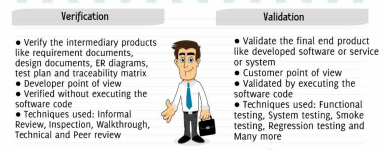 Verification
● Verify the intermediary products
like requirement documents,
design documents, ER diagrams,
test plan and traceability matrix
● Developer point of view
● Verified without executing the
software code
● Techniques used: Informal
Review, Inspection, Walkthrough,
Technical and Peer review
Validation
● Validate the final end product
like developed software or service
or system
● Customer point of view
● Validated by executing the
software code
● Techniques used: Functional
testing, System testing, Smoke
testing, Regression testing and
Many more